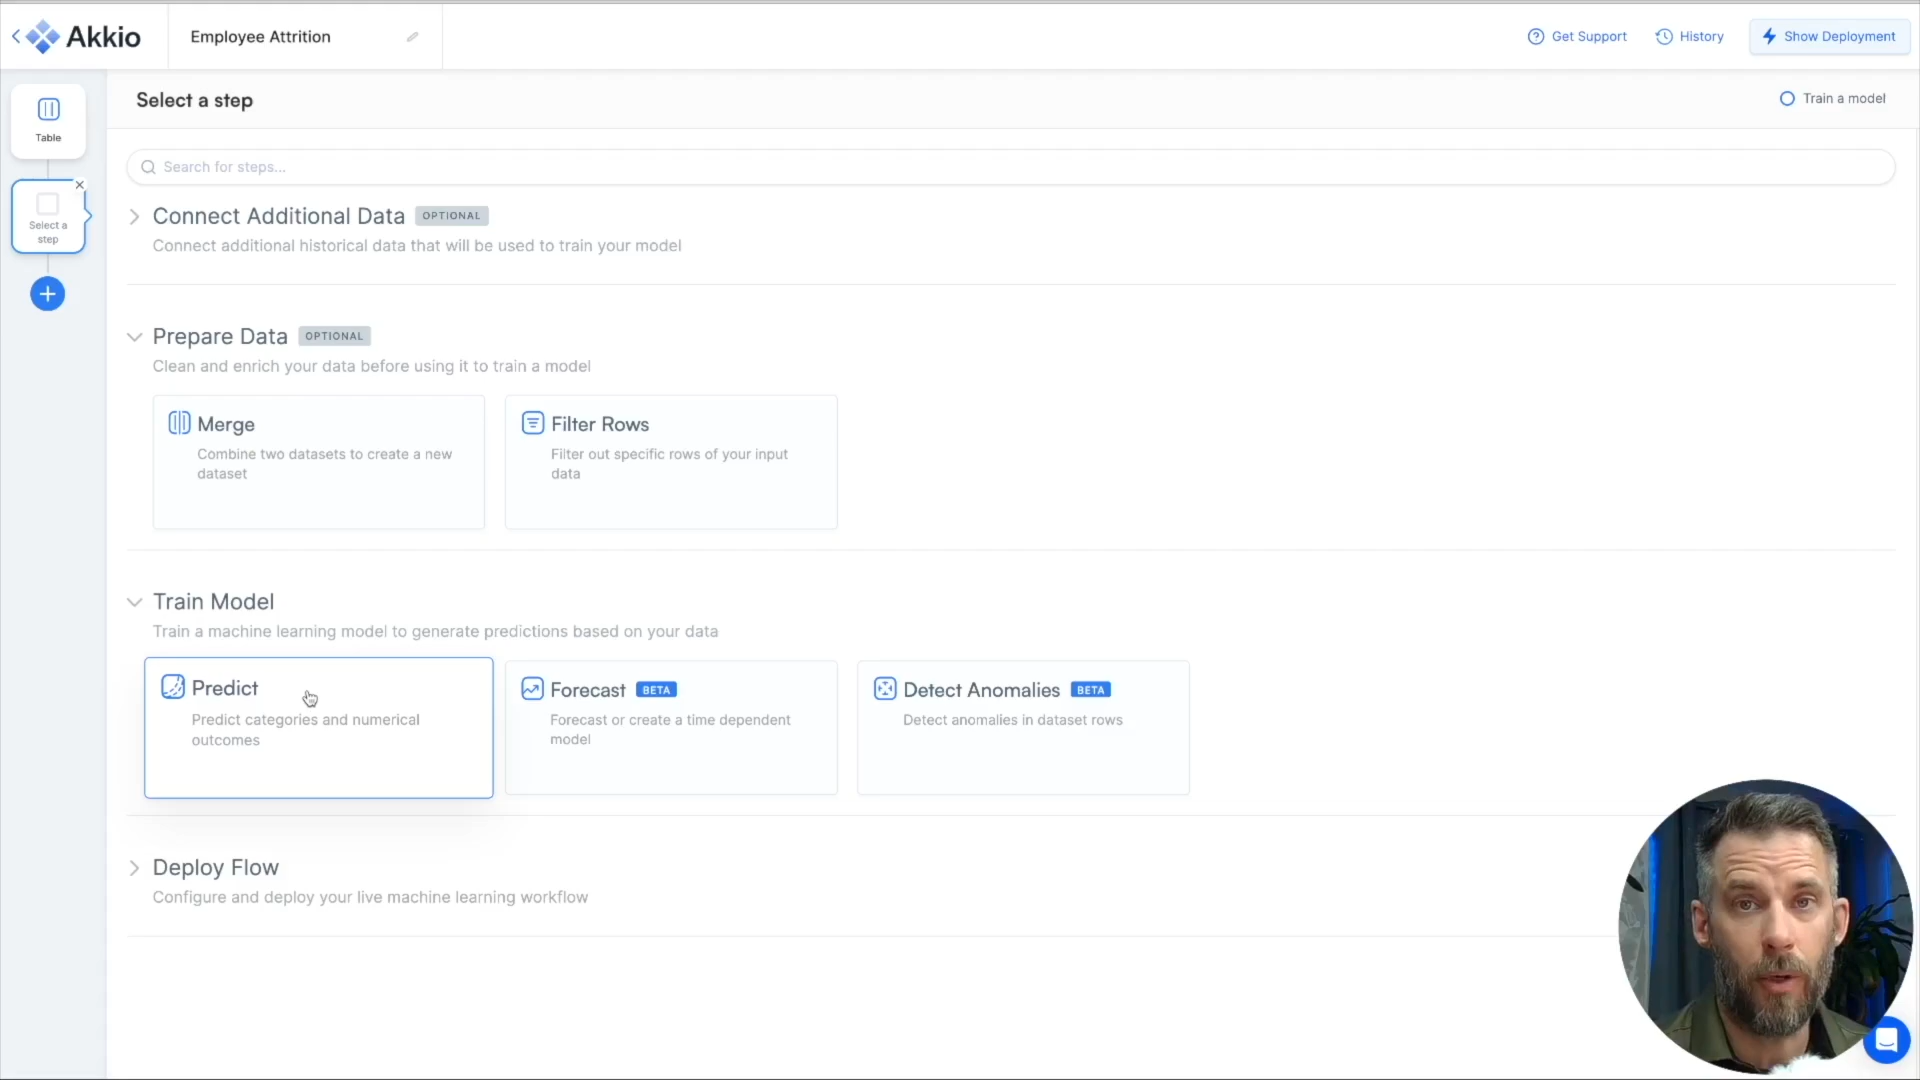 Akkio
Employee Attrition
Get Support
History
Show Deployment
Table
Select a step
Train a model
Search for steps...
Select a
step
Connect Additional Data OPTIONAL
Connect additional historical data that will be used to train your model
Prepare Data OPTIONAL
Clean and enrich your data before using it to train a model
Merge
Combine two datasets to create a new
dataset
Filter Rows
Filter out specific rows of your input
data
Train Model
Train a machine learning model to generate predictions based on your data
Predict
Predict categories and numerical
outcomes
Forecast BETA
Forecast or create a time dependent
model
Detect Anomalies BETA
Detect anomalies in dataset rows
Deploy Flow
Configure and deploy your live machine learning workflow